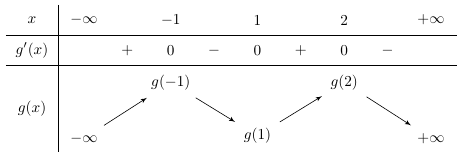 x −∞ −1 1 2 +∞
g′(x) + 0 − 0 + 0 −
g(−1) g(2)
g(x)
−∞ g(1) +∞